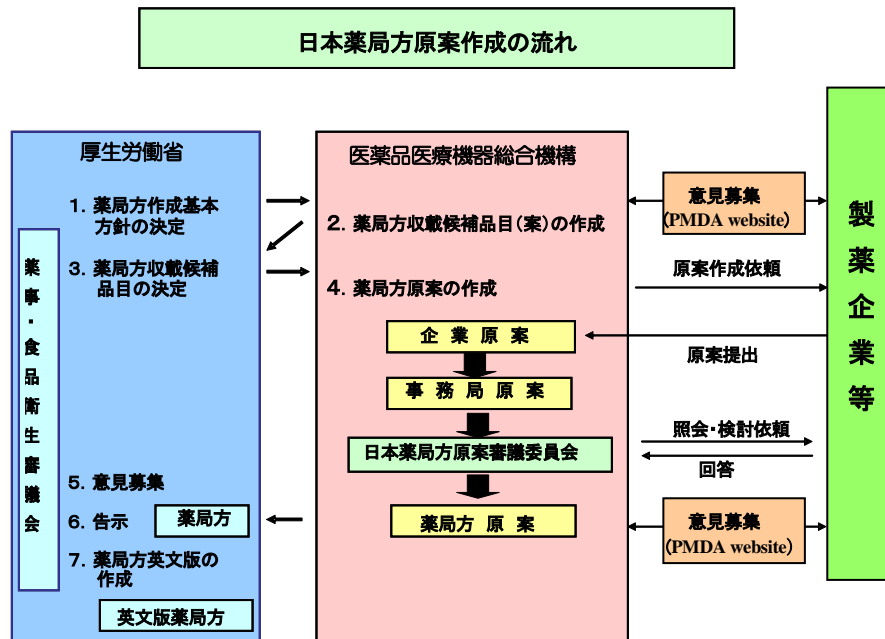 日本薬局方原案作成の流れ
厚生労働省
1. 薬局方作成基本
方針の決定
3. 薬局方収載候補
品目の決定
薬事・食品衛生審議会
5. 意見募集
6. 告示
薬局方
7. 薬局方英文版の
作成
英文版薬局方
医薬品医療機器総合機構
2. 薬局方収載候補品目(案)の作成
4. 薬局方原案の作成
企業原案
事務局原案
日本薬局方原案審議委員会
薬局方原案
意見募集
(PMDA website)
原案作成依頼
原案提出
照会・検討依頼
回答
意見募集
(PMDA website)
製薬企業等